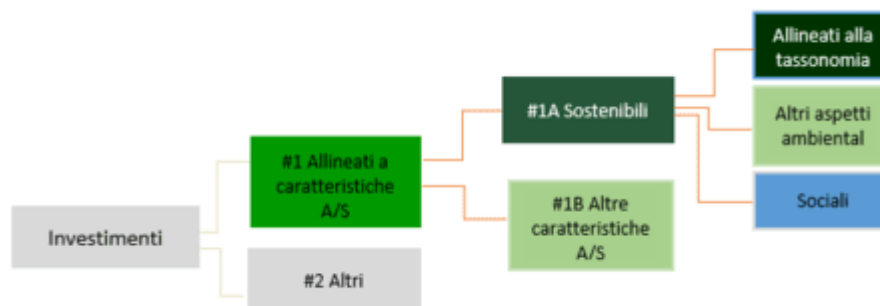 Investimenti
#1 Allineati a
caratteristiche
A/S
#2 Altri
#1A Sostenibili
#1B Altre
caratteristiche
A/S
Allineati alla
tassonomia
Altri aspetti
ambiental
Sociali